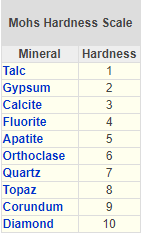 Mohs Hardness Scale
Mineral Hardness
Talc 1
Gypsum 2
Calcite 3
Fluorite 4
Apatite 5
Orthoclase 6
Quartz 7
Topaz 8
Corundum 9
Diamond 10